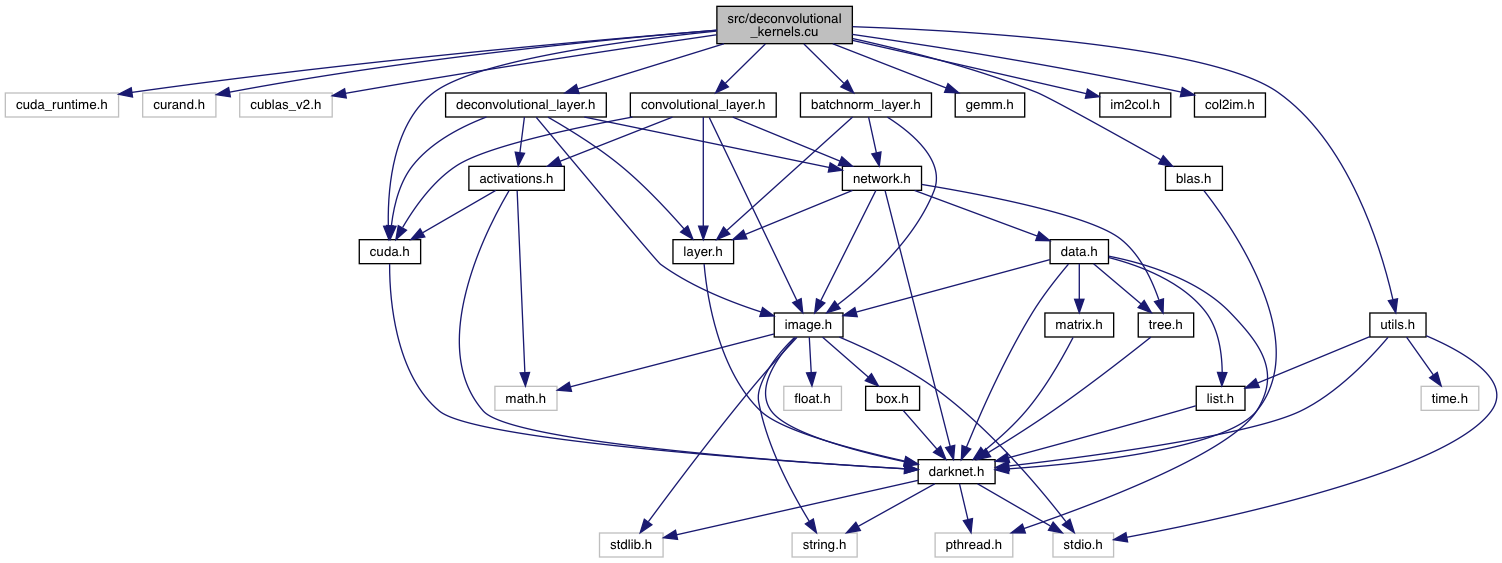 src/deconvolutional
_kernels.cu
cuda_runtime.h
curand.h
cublas_v2.h
deconvolutional_layer.h
convolutional_layer.h
batchnorm_layer.h
gemm.h
im2col.h
col2im.h
activations.h
network.h
blas.h
cuda.h
layer.h
data.h
image.h
matrix.h
tree.h
utils.h
math.h
float.h
box.h
list.h
time.h
darknet.h
stdlib.h
string.h
pthread.h
stdio.h